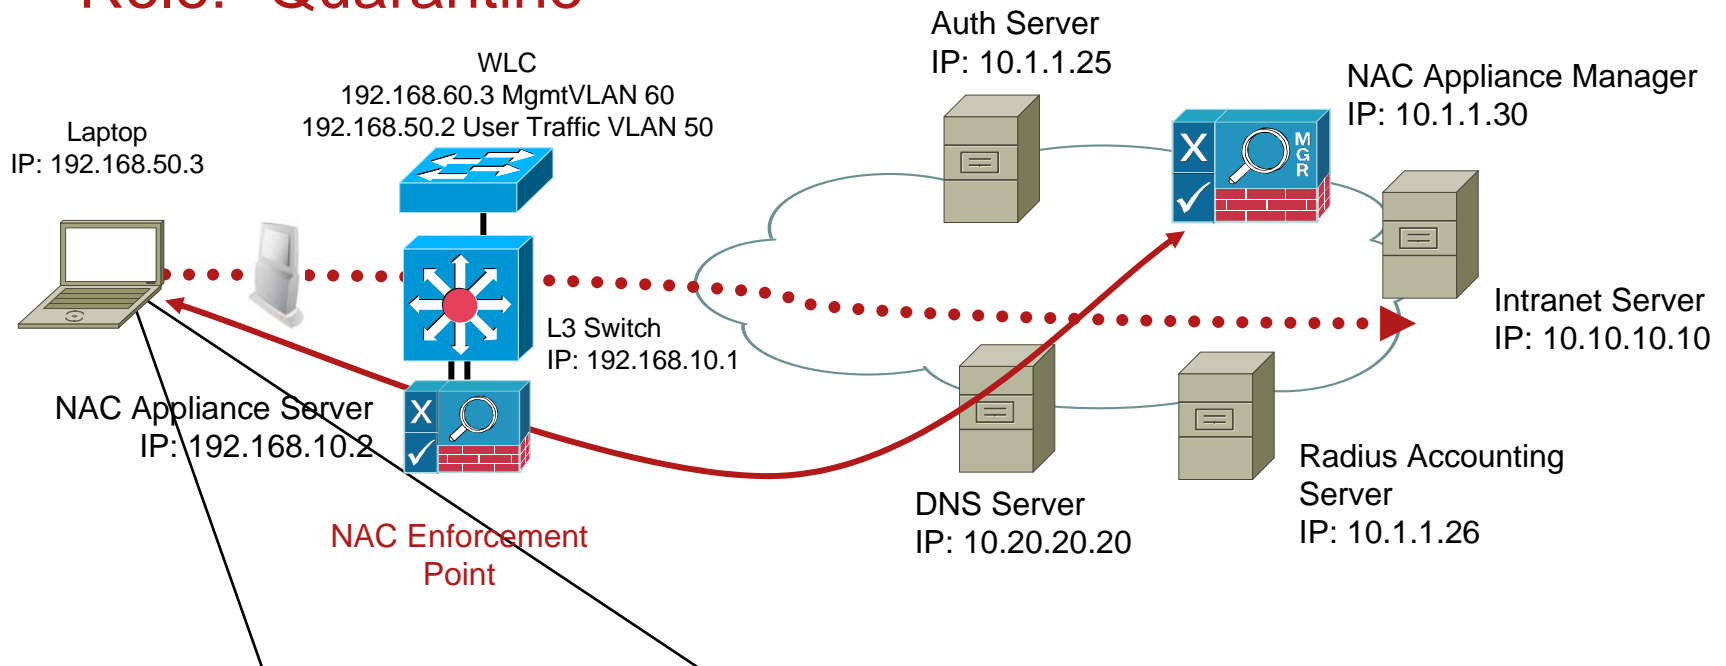 Role: "Quarantine"
Auth Server
IP: 10.1.1.25
WLC
192.168.60.3 MgmtVLAN 60
192.168.50.2 User Traffic VLAN 50
NAC Appliance Manager
IP: 10.1.1.30
Laptop
IP: 192.168.50.3
X
MGR
L3 Switch
IP: 192.168.10.1
Intranet Server
IP: 10.10.10.10
NAC Appliance Server
IP: 192.168.10.2
X
Radius Accounting
Server
IP: 10.1.1.26
DNS Server
IP: 10.20.20.20
NAC Enforcement
Point